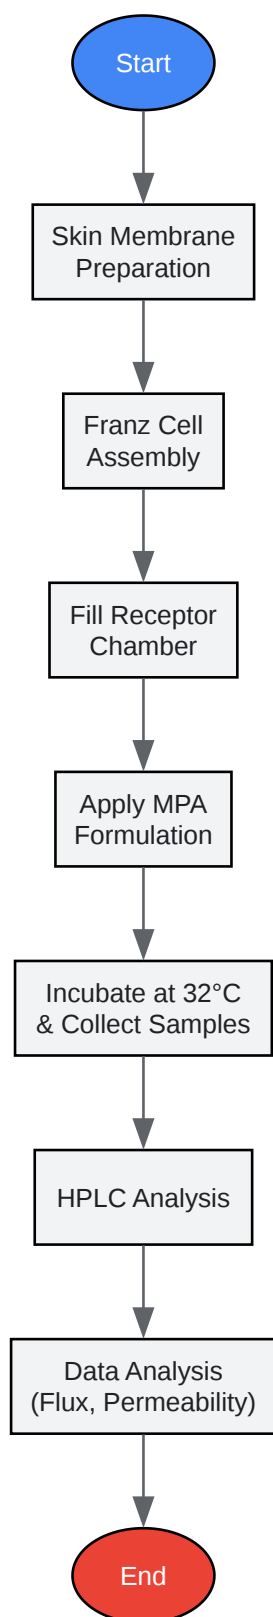 Start
Skin Membrane
Preparation
Franz Cell
Assembly
Fill Receptor
Chamber
Apply MPA
Formulation
Incubate at 32°C
& Collect Samples
HPLC Analysis
Data Analysis
(Flux, Permeability)
End